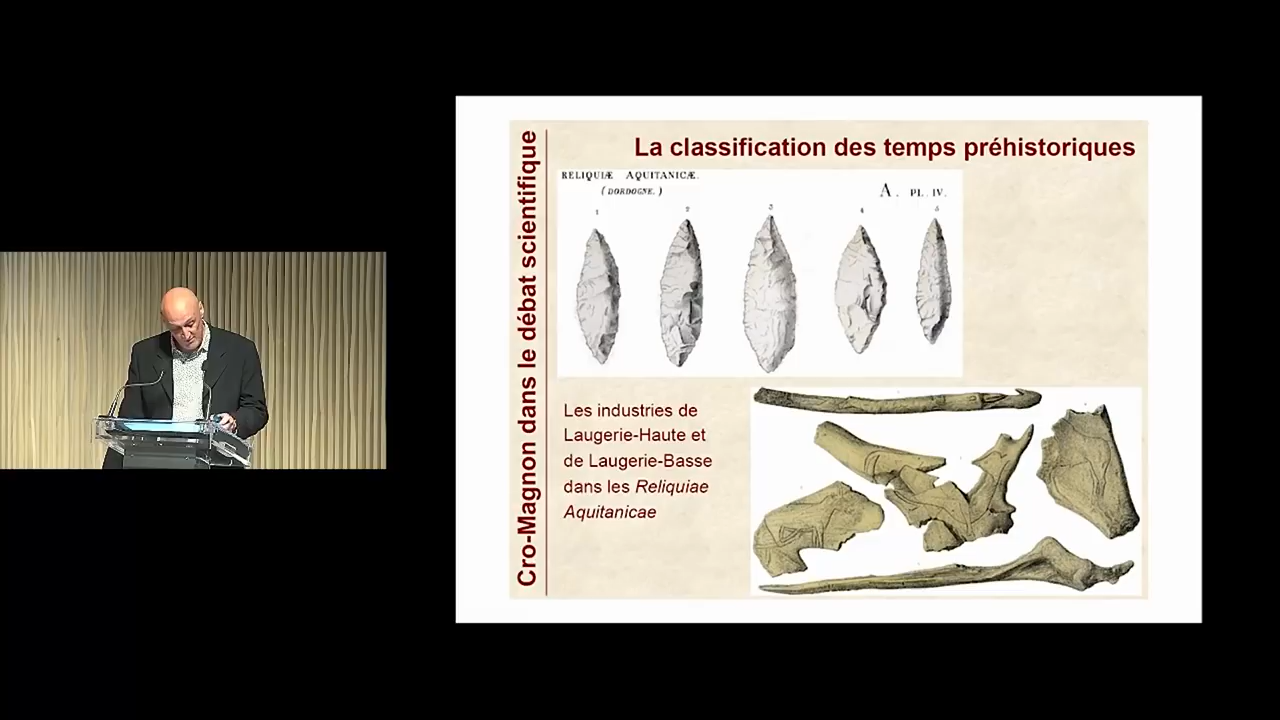 Cro-Magnon dans le débat scientifique
La classification des temps préhistoriques
RELIQUIÆ AQUITANICÆ.
(DORDOGNE.)
A. PL. IV.
1 2 3 4 5
Les industries de
Laugerie-Haute et
de Laugerie-Basse
dans les Reliquiae
Aquitanicae